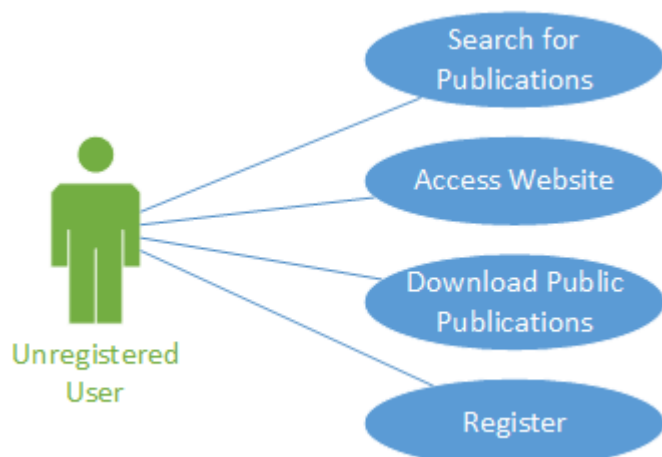 Search for
Publications
Access Website
Download Public
Publications
Unregistered
User
Register